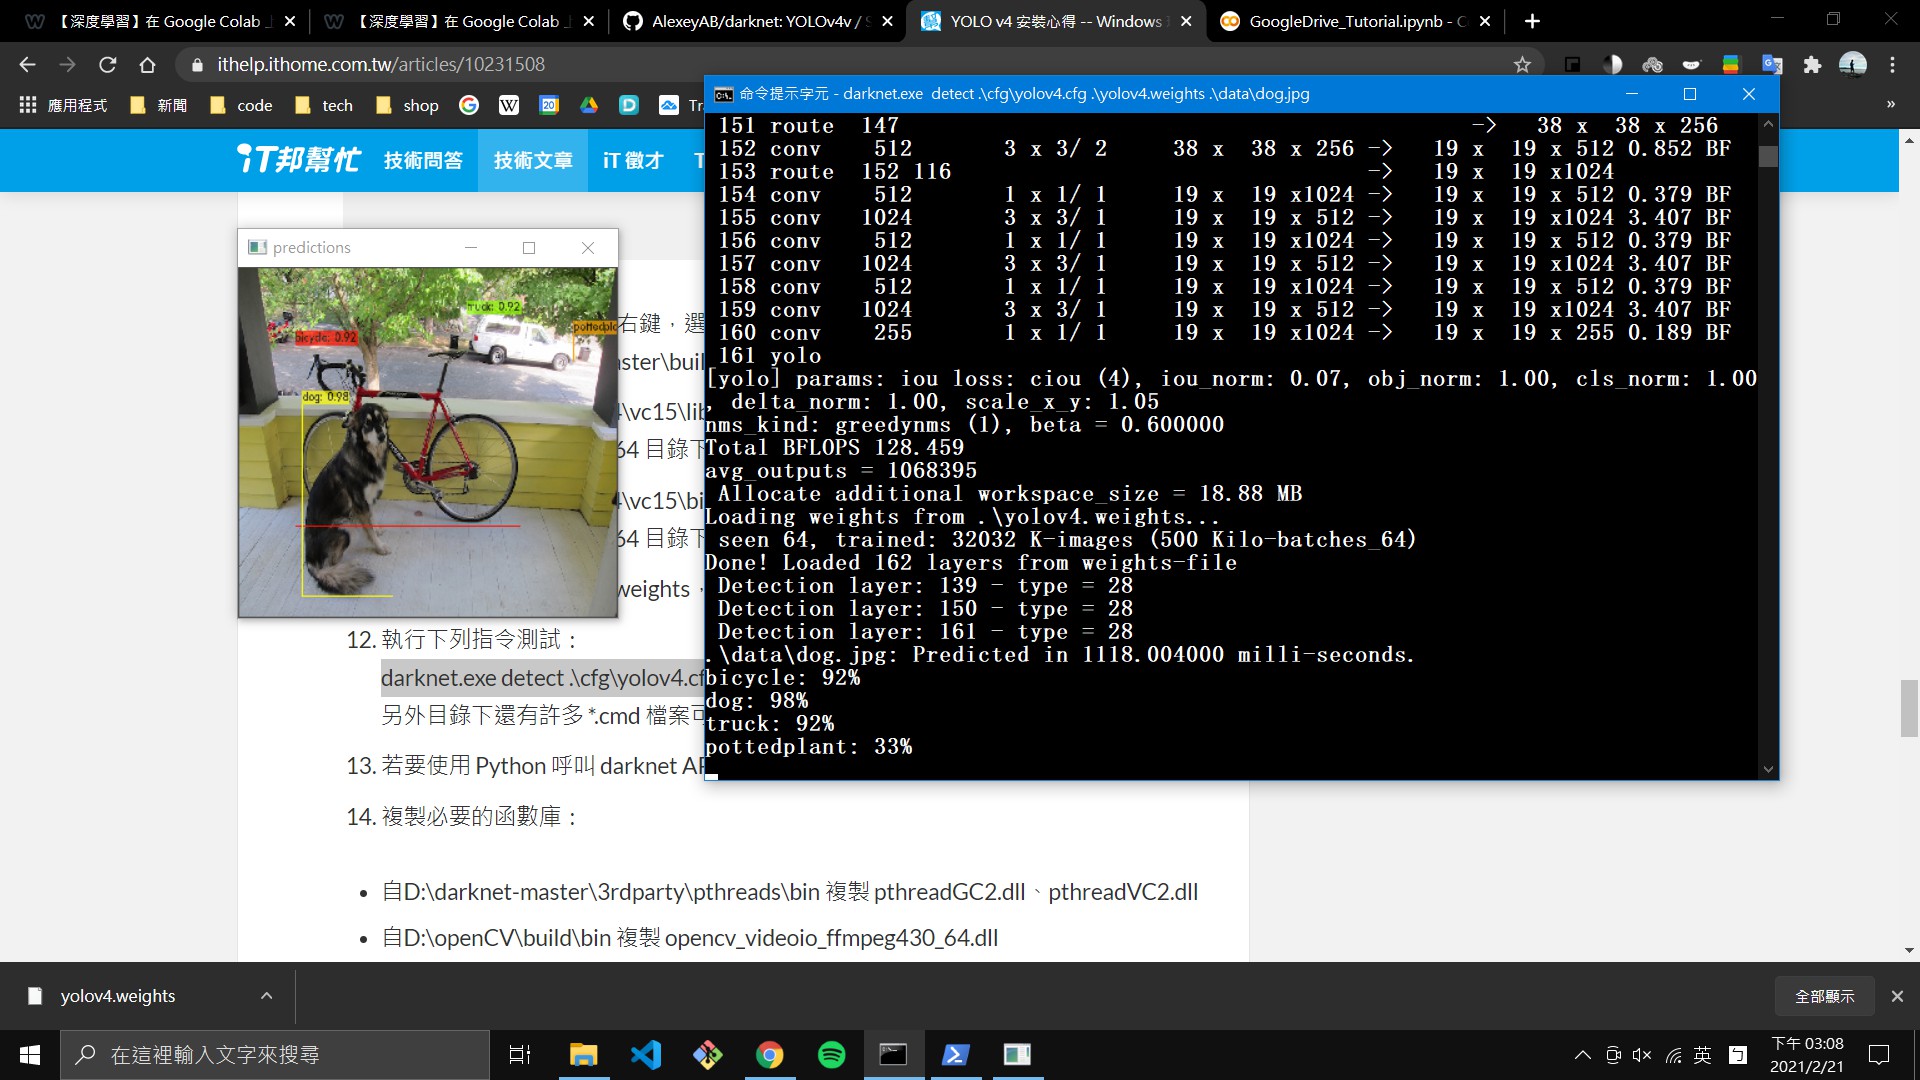 【深度學習】在 Google Colab
【深度學習】在 Google Colab
AlexeyAB/darknet: YOLOv4v / S
YOLO v4 安裝心得 -- Windows
GoogleDrive_Tutorial.ipynb - C
ithelp.ithome.com.tw/articles/10231508
應用程式
新聞
code
tech
shop
命令提示字元 - darknet.exe detect .\cfg\yolov4.cfg .\yolov4.weights .\data\dog.jpg
151 route 147 -> 38 x 38 x 256
152 conv 512 3 x 3/ 2 38 x 38 x 256 -> 19 x 19 x 512 0.852 BF
153 route 152 116 -> 19 x 19 x1024
154 conv 512 1 x 1/ 1 19 x 19 x1024 -> 19 x 19 x 512 0.379 BF
155 conv 1024 3 x 3/ 1 19 x 19 x 512 -> 19 x 19 x1024 3.407 BF
156 conv 512 1 x 1/ 1 19 x 19 x1024 -> 19 x 19 x 512 0.379 BF
157 conv 1024 3 x 3/ 1 19 x 19 x 512 -> 19 x 19 x1024 3.407 BF
158 conv 512 1 x 1/ 1 19 x 19 x1024 -> 19 x 19 x 512 0.379 BF
159 conv 1024 3 x 3/ 1 19 x 19 x 512 -> 19 x 19 x1024 3.407 BF
160 conv 255 1 x 1/ 1 19 x 19 x1024 -> 19 x 19 x 255 0.189 BF
161 yolo
[yolo] params: iou loss: ciou (4), iou_norm: 0.07, obj_norm: 1.00, cls_norm: 1.00
, delta_norm: 1.00, scale_x_y: 1.05
nms_kind: greedynms (1), beta = 0.600000
Total BFLOPS 128.459
avg_outputs = 1068395
Allocate additional workspace_size = 18.88 MB
Loading weights from .\yolov4.weights...
seen 64, trained: 32032 K-images (500 Kilo-batches_64)
Done! Loaded 162 layers from weights-file
Detection layer: 139 - type = 28
Detection layer: 150 - type = 28
Detection layer: 161 - type = 28
.\data\dog.jpg: Predicted in 1118.004000 milli-seconds.
bicycle: 92%
dog: 98%
truck: 92%
pottedplant: 33%
iT邦幫忙
技術問答
技術文章
iT 徵才
predictions
truck: 0.92
pottedpla
bicycle: 0.92
dog: 0.98
右鍵，選
ster\buil
4\vc15\lib
64 目錄下
4\vc15\bi
64 目錄下
weights，
12. 執行下列指令測試：
darknet.exe detect .\cfg\yolov4.cf
另外目錄下還有許多 *.cmd 檔案可
13. 若要使用 Python 呼叫 darknet AP
14. 複製必要的函數庫：
• 自D:\darknet-master\3rdparty\pthreads\bin 複製 pthreadGC2.dll、pthreadVC2.dll
• 自D:\openCV\build\bin 複製 opencv_videoio_ffmpeg430_64.dll
yolov4.weights
全部顯示
在這裡輸入文字來搜尋
英
下午 03:08
2021/2/21